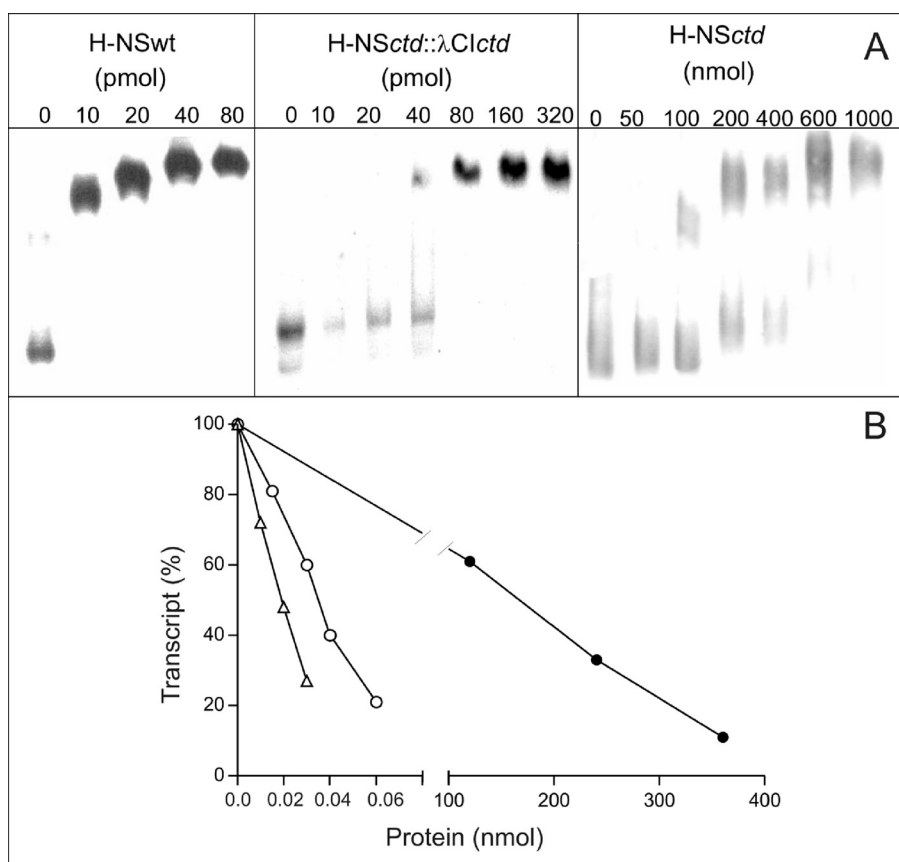 H-NSwt
(pmol)
0 10 20 40 80
H-NSctd::λCIctd
(pmol)
0 10 20 40 80 160 320
H-NSctd
(nmol)
0 50 100 200 400 600 1000
A
B
100
80
60
40
20
0
Transcript (%)
0.0 0.02 0.04 0.06 100 200 300 400
Protein (nmol)